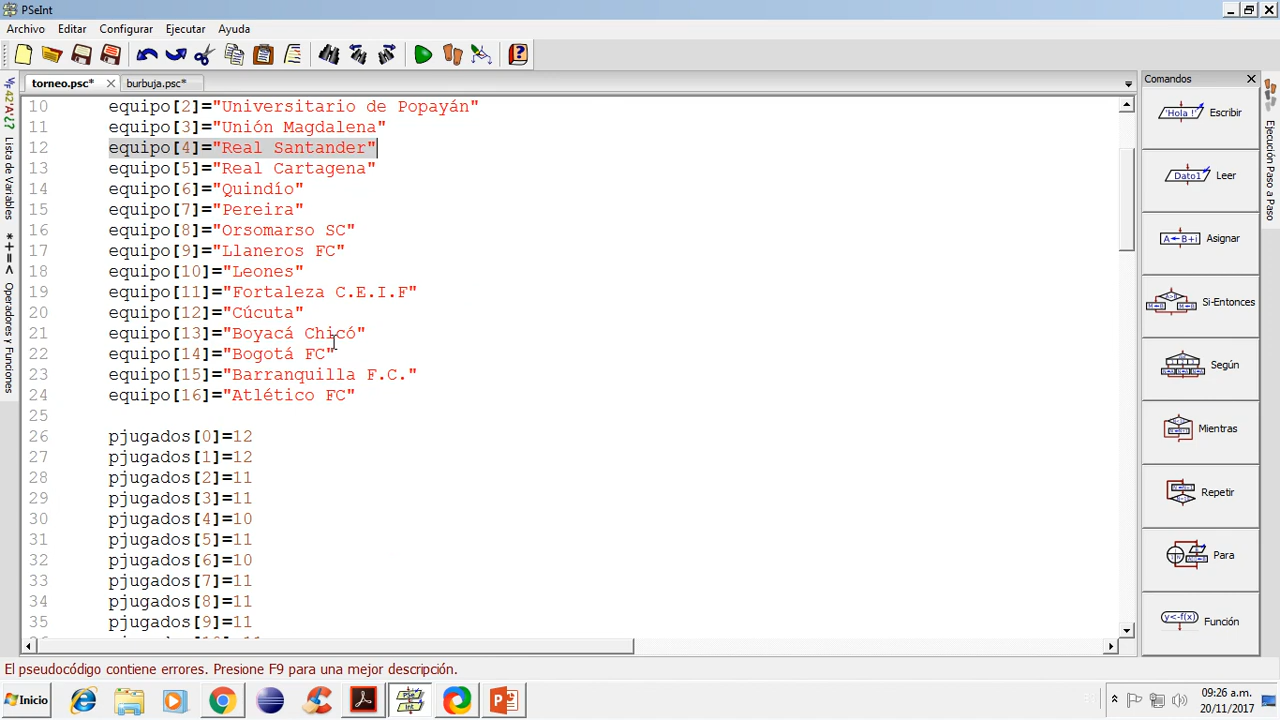 PSeInt
Archivo Editar Configurar Ejecutar Ayuda
torneo.psc* burbuja.psc*
Comandos
10 equipo[2]="Universitario de Popayán"
11 equipo[3]="Unión Magdalena"
12 equipo[4]="Real Santander"
13 equipo[5]="Real Cartagena"
14 equipo[6]="Quindío"
15 equipo[7]="Pereira"
16 equipo[8]="Orsomarso SC"
17 equipo[9]="Llaneros FC"
18 equipo[10]="Leones"
19 equipo[11]="Fortaleza C.E.I.F"
20 equipo[12]="Cúcuta"
21 equipo[13]="Boyacá Chicó"
22 equipo[14]="Bogotá FC"
23 equipo[15]="Barranquilla F.C."
24 equipo[16]="Atlético FC"
25
26 pjugados[0]=12
27 pjugados[1]=12
28 pjugados[2]=11
29 pjugados[3]=11
30 pjugados[4]=10
31 pjugados[5]=11
32 pjugados[6]=10
33 pjugados[7]=11
34 pjugados[8]=11
35 pjugados[9]=11
Lista de Variables
*+=< Operadores y Funciones
'Hola !' Escribir
Dato1 Leer
A←B+i Asignar
Si-Entonces
Según
Mientras
Repetir
Para
y<-f(x) Función
Ejecución Paso a Paso
El pseudocódigo contiene errores. Presione F9 para una mejor descripción.
Inicio
09:26 a.m.
20/11/2017